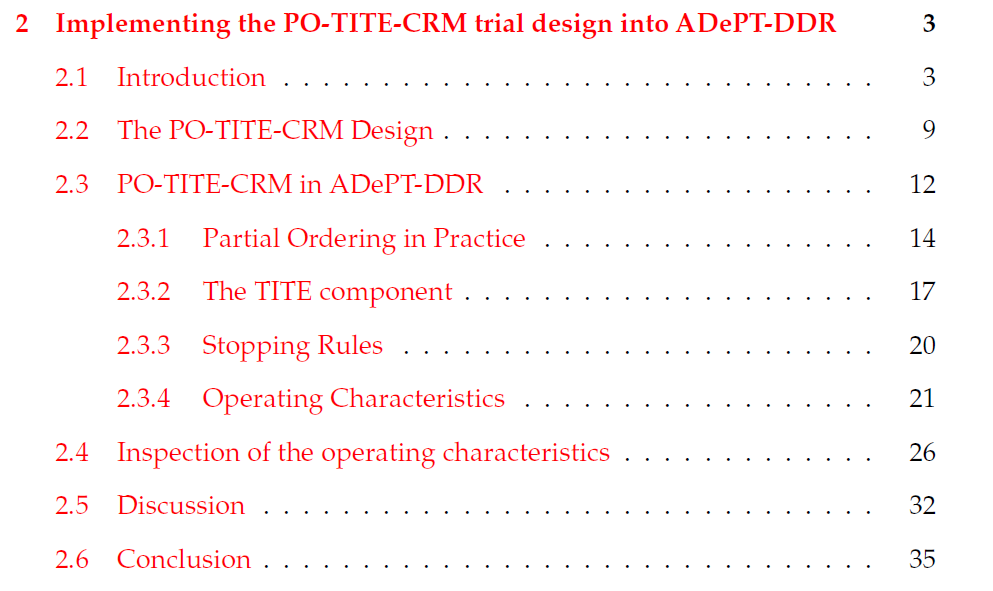 2 Implementing the PO-TITE-CRM trial design into ADePT-DDR 3
2.1 Introduction . . . . . . . . . . . . . . . . . . . . . . . . . . . . . . 3
2.2 The PO-TITE-CRM Design . . . . . . . . . . . . . . . . . . . . . . 9
2.3 PO-TITE-CRM in ADePT-DDR . . . . . . . . . . . . . . . . . . . 12
2.3.1 Partial Ordering in Practice . . . . . . . . . . . . . . . . . 14
2.3.2 The TITE component . . . . . . . . . . . . . . . . . . . . . 17
2.3.3 Stopping Rules . . . . . . . . . . . . . . . . . . . . . . . . 20
2.3.4 Operating Characteristics . . . . . . . . . . . . . . . . . . 21
2.4 Inspection of the operating characteristics . . . . . . . . . . . . . 26
2.5 Discussion . . . . . . . . . . . . . . . . . . . . . . . . . . . . . . . 32
2.6 Conclusion . . . . . . . . . . . . . . . . . . . . . . . . . . . . . . . 35